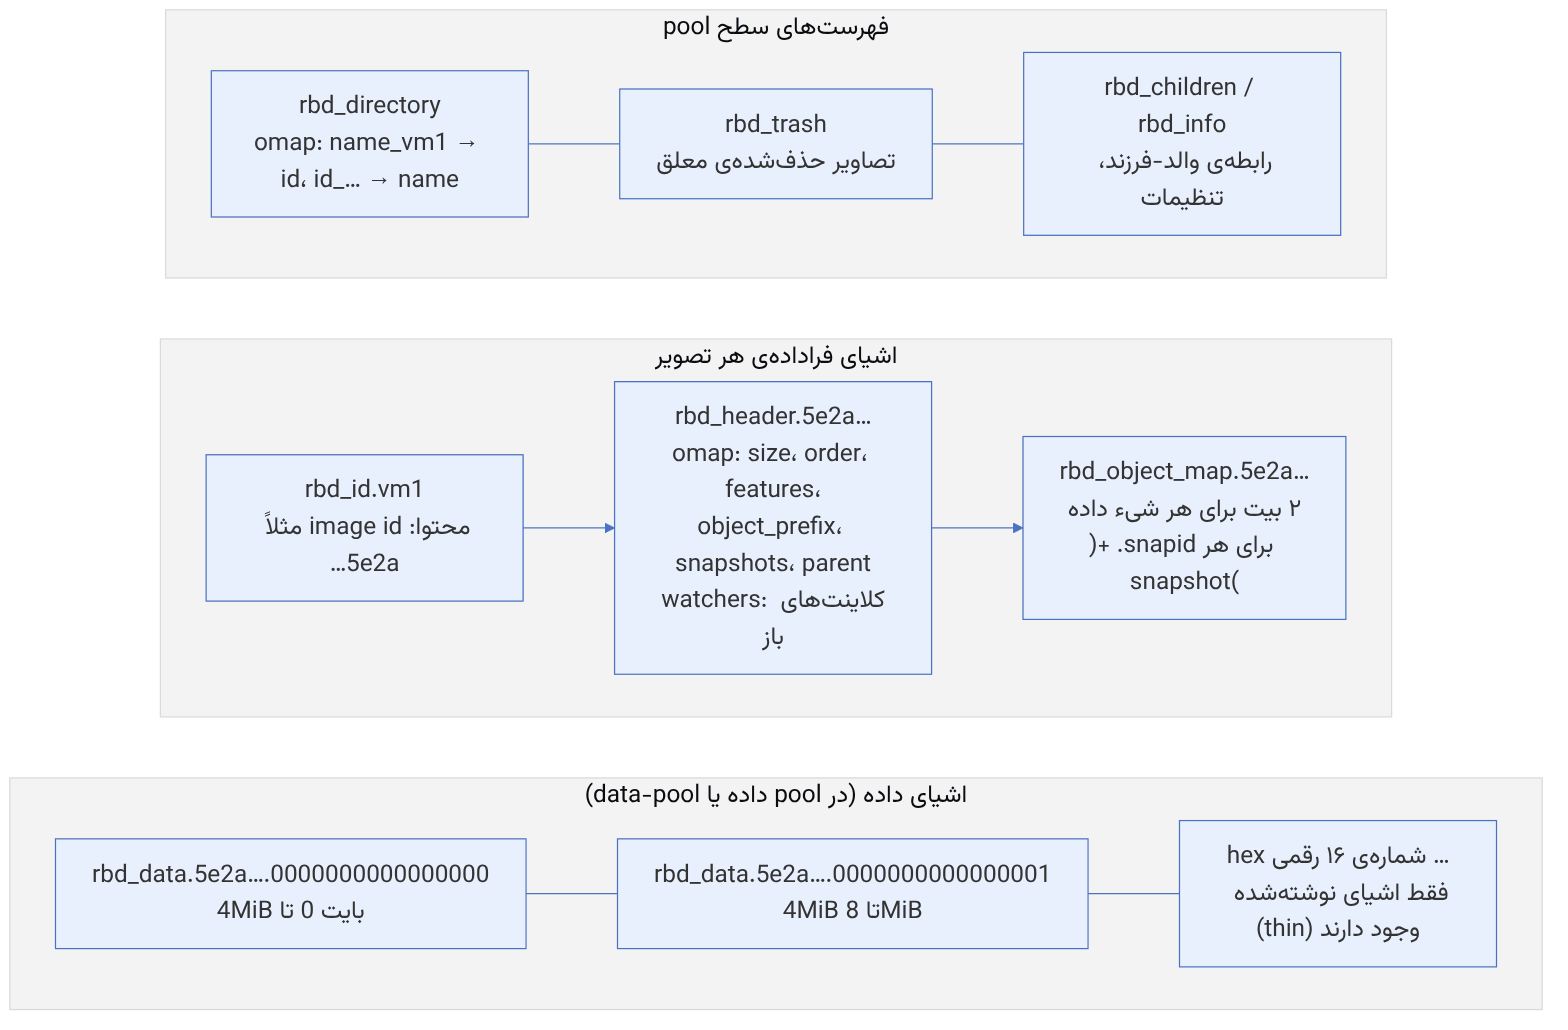 فهرست‌های سطح pool
rbd_directory
omap: name_vm1 →
id، id_... → name
rbd_trash
تصاویر حذف‌شده‌ی معلق
rbd_children /
rbd_info
رابطه‌ی والد-فرزند،
تنظیمات
اشیای فراداده‌ی هر تصویر
rbd_id.vm1
محتوا: image id مثلاً
5e2a...
rbd_header.5e2a...
omap: size، order،
features،
object_prefix،
snapshots، parent
watchers: کلاینت‌های
باز
rbd_object_map.5e2a...
۲ بیت برای هر شیء داده
(+ .snapid برای هر
snapshot)
اشیای داده (در pool داده یا data-pool)
rbd_data.5e2a....0000000000000000
بایت 0 تا 4MiB
rbd_data.5e2a....0000000000000001
4MiB تا 8MiB
... شماره‌ی ۱۶ رقمی hex
فقط اشیای نوشته‌شده
وجود دارند (thin)